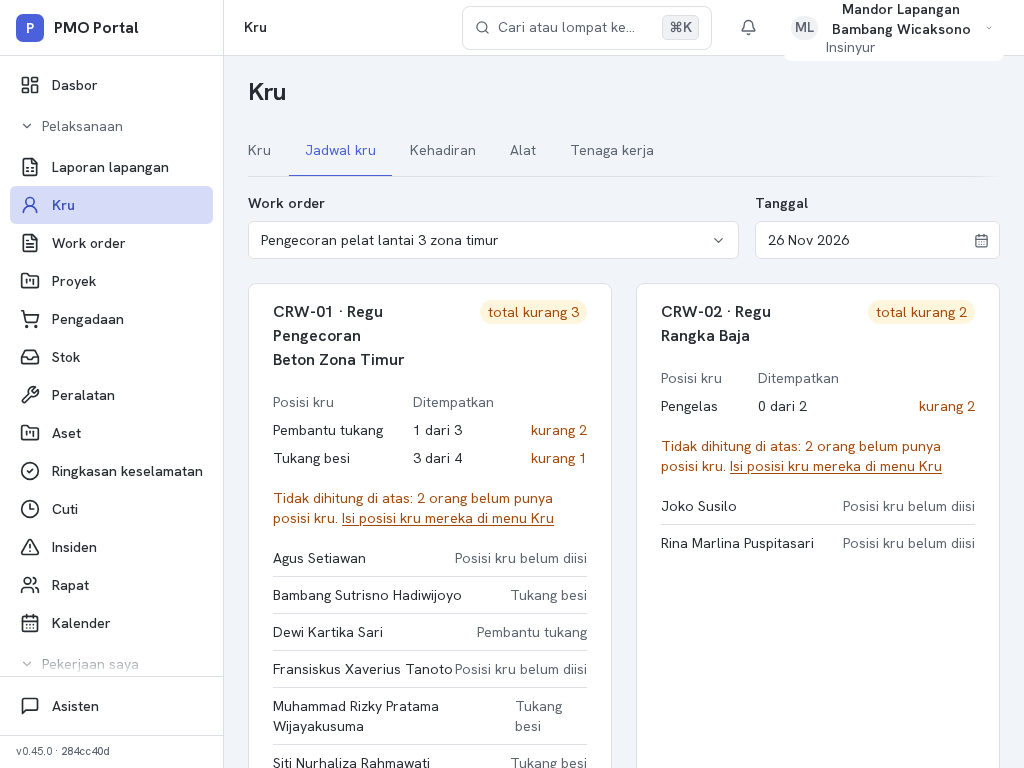 P PMO Portal
Kru
Cari atau lompat ke...
⌘K
ML
Mandor Lapangan
Bambang Wicaksono
Insinyur
Dasbor
Pelaksanaan
Laporan lapangan
Kru
Work order
Proyek
Pengadaan
Stok
Peralatan
Aset
Ringkasan keselamatan
Cuti
Insiden
Rapat
Kalender
Pekerjaan saya
Asisten
v0.45.0 · 284cc40d
Kru
Kru Jadwal kru Kehadiran Alat Tenaga kerja
Work order
Pengecoran pelat lantai 3 zona timur
Tanggal
26 Nov 2026
CRW-01 · Regu
Pengecoran
Beton Zona Timur
total kurang 3
Posisi kru Ditempatkan
Pembantu tukang 1 dari 3 kurang 2
Tukang besi 3 dari 4 kurang 1
Tidak dihitung di atas: 2 orang belum punya
posisi kru. Isi posisi kru mereka di menu Kru
Agus Setiawan Posisi kru belum diisi
Bambang Sutrisno Hadiwijoyo Tukang besi
Dewi Kartika Sari Pembantu tukang
Fransiskus Xaverius Tanoto Posisi kru belum diisi
Muhammad Rizky Pratama
Wijayakusuma
Tukang
besi
Siti Nurhaliza Rahmawati Tukang besi
CRW-02 · Regu
Rangka Baja
total kurang 2
Posisi kru Ditempatkan
Pengelas 0 dari 2 kurang 2
Tidak dihitung di atas: 2 orang belum punya
posisi kru. Isi posisi kru mereka di menu Kru
Joko Susilo Posisi kru belum diisi
Rina Marlina Puspitasari Posisi kru belum diisi